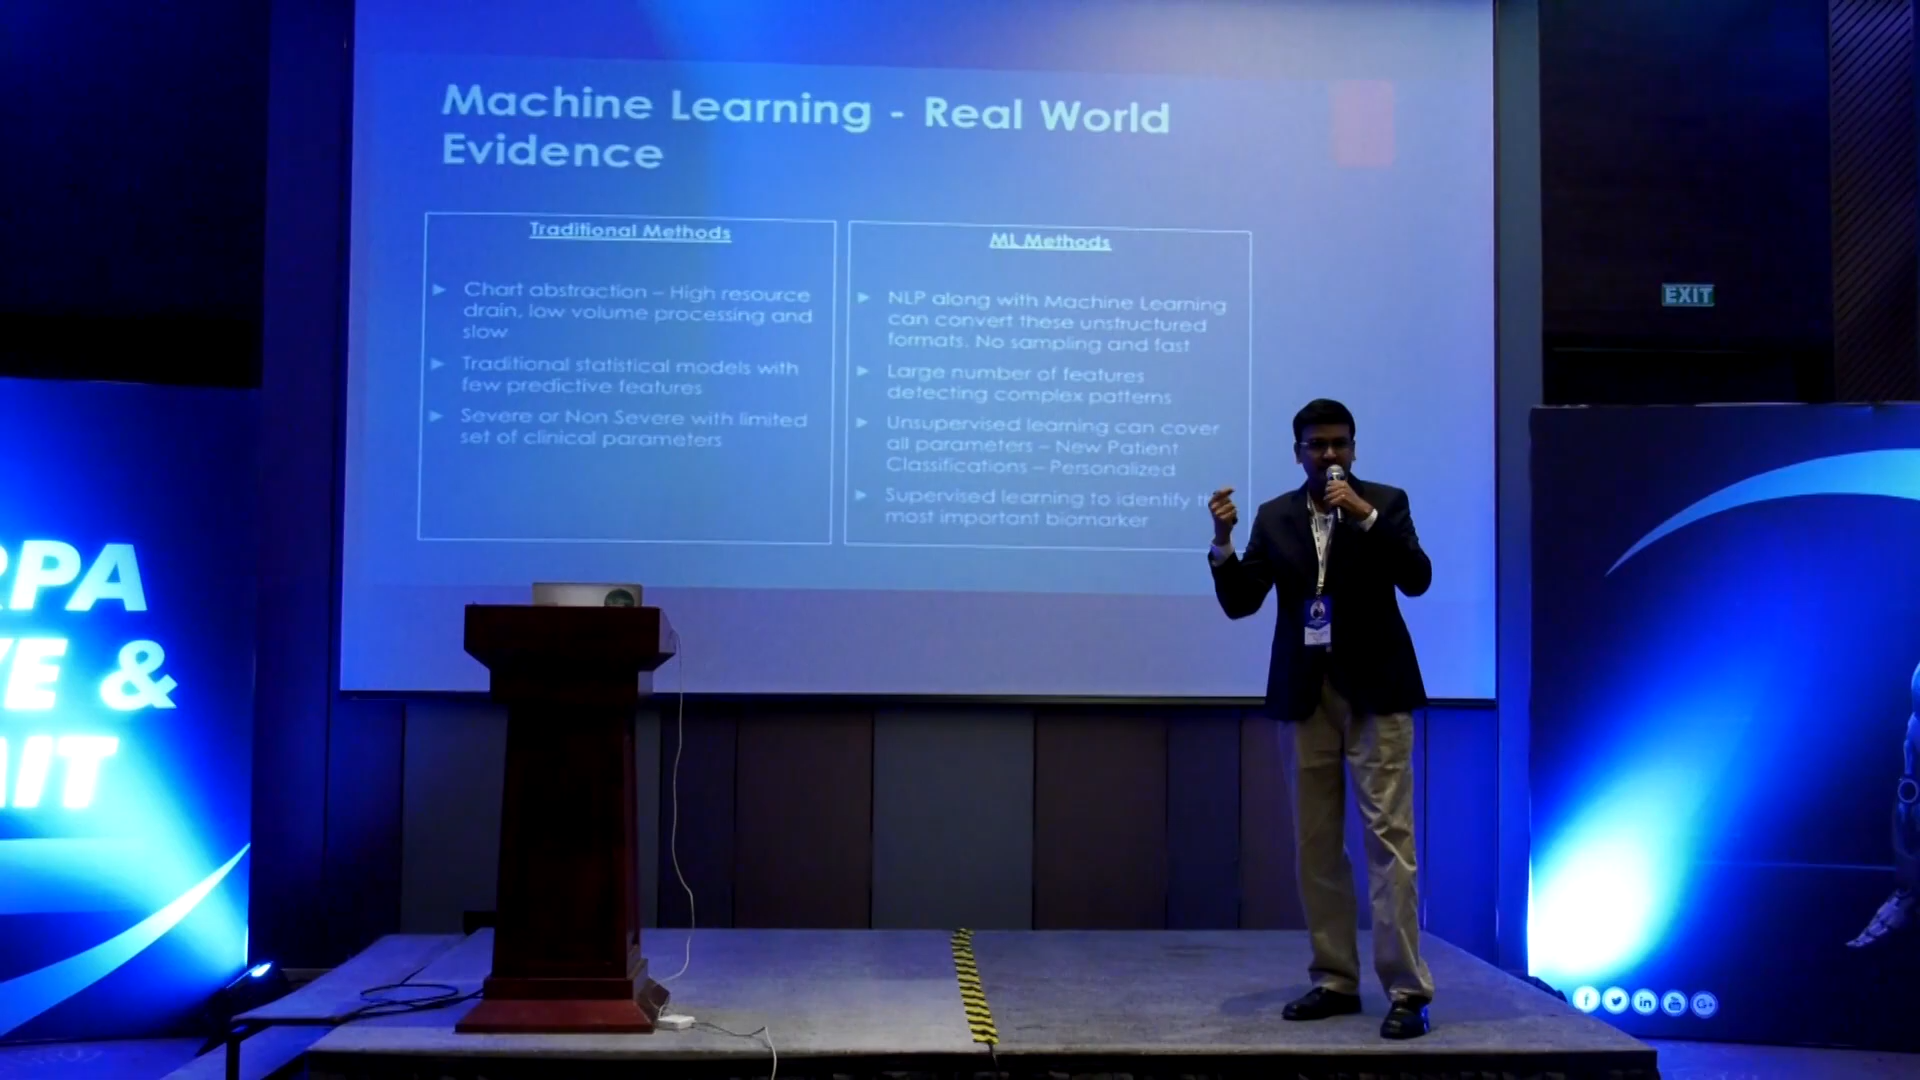 Machine Learning - Real World
Evidence
Traditional Methods
► Chart abstraction – High resource
drain, low volume processing and
slow
► Traditional statistical models with
few predictive features
► Severe or Non Severe with limited
set of clinical parameters
ML Methods
► NLP along with Machine Learning
can convert these unstructured
formats. No sampling and fast
► Large number of features
detecting complex patterns
► Unsupervised learning can cover
all parameters – New Patient
Classifications – Personalized
► Supervised learning to identify
most important biomarker
EXIT
RPA
&
AIT